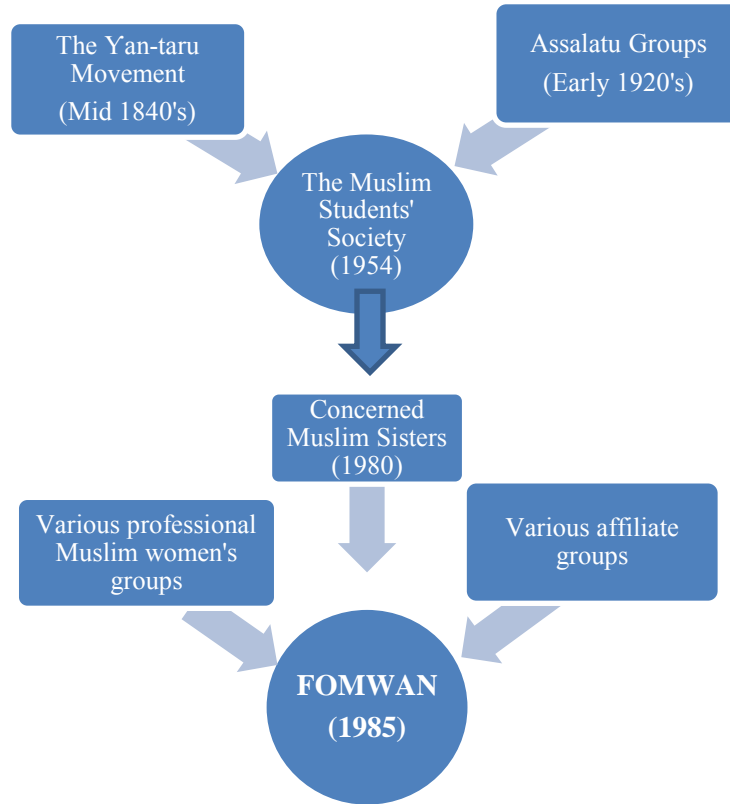 The Yan-taru
Movement
(Mid 1840's)
Assalatu Groups
(Early 1920's)
The Muslim
Students'
Society
(1954)
Concerned
Muslim Sisters
(1980)
Various professional
Muslim women's
groups
Various affiliate
groups
FOMWAN
(1985)